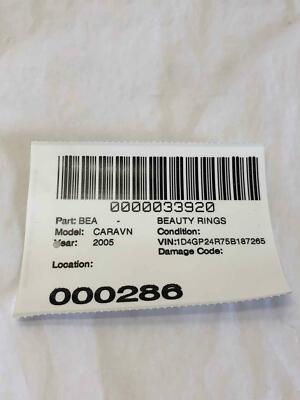 0000033920
Part: BEA - BEAUTY RINGS
Model: CARAVN Condition:
Year: 2005 VIN:1D4GP24R75B187265
Damage Code:
Location:
000286